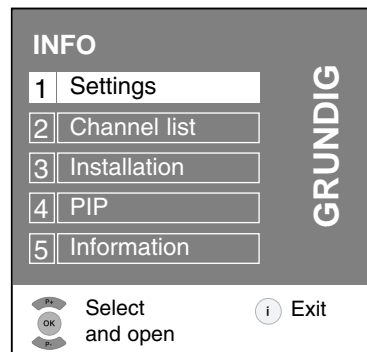 INFO
1 Settings
2 Channel list
3 Installation
4 PIP
5 Information
GRUNDIG
P+
OK
P-
Select
and open
i Exit